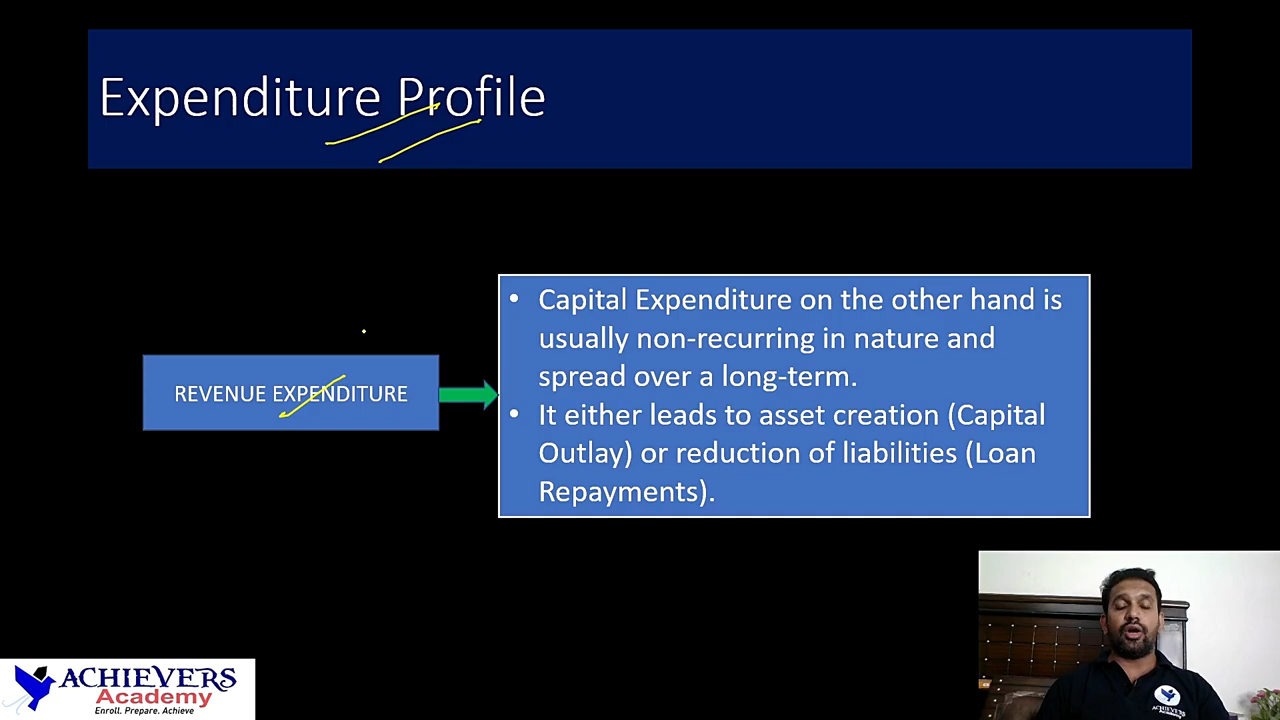 Expenditure Profile
REVENUE EXPENDITURE
• Capital Expenditure on the other hand is
usually non-recurring in nature and
spread over a long-term.
• It either leads to asset creation (Capital
Outlay) or reduction of liabilities (Loan
Repayments).
ACHIEVERS
Academy
Enroll. Prepare. Achieve
ACHIEVERS